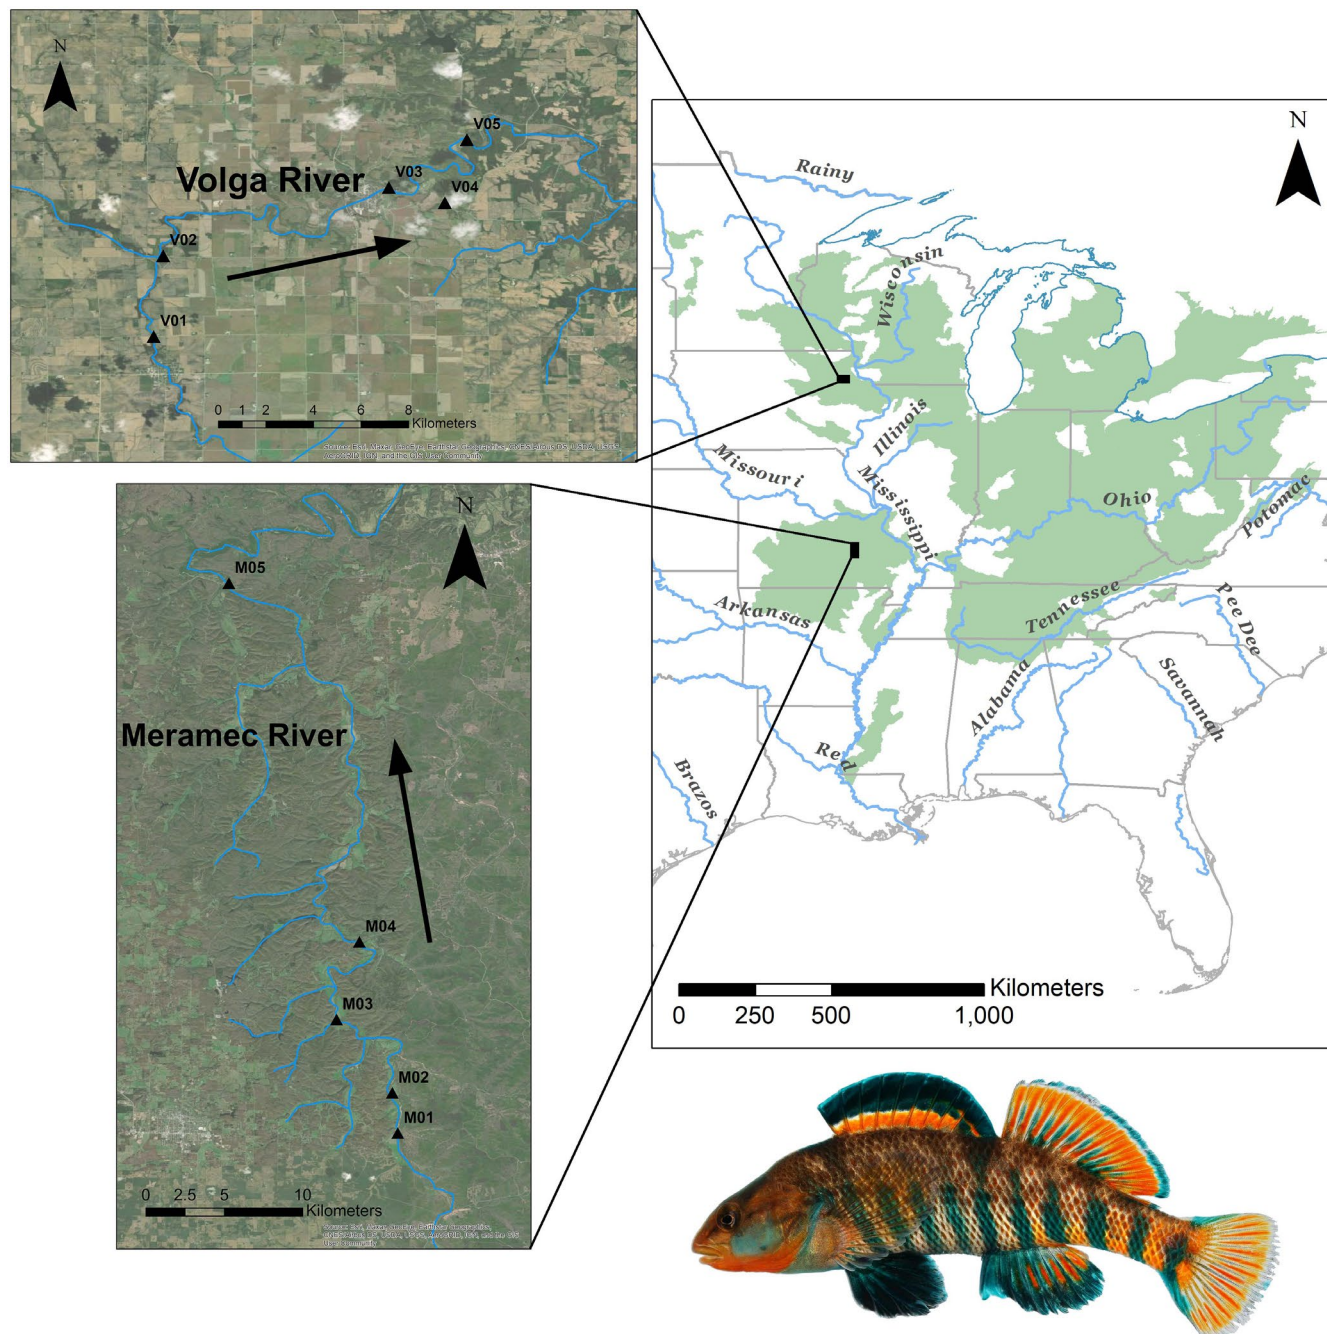 N
V05
Volga River
V03
V04
V02
V01
0 1 2 4 6 8
Kilometers
N
Rainy
Wisconsin
Illinois
Missouri
Mississippi
Ohio
Potomac
Arkansas
Tennessee
Pee Dee
Alabama
Savannah
Red
Brazos
Kilometers
0 250 500 1,000
N
M05
Meramec River
M04
M03
M02
M01
0 2.5 5 10
Kilometers